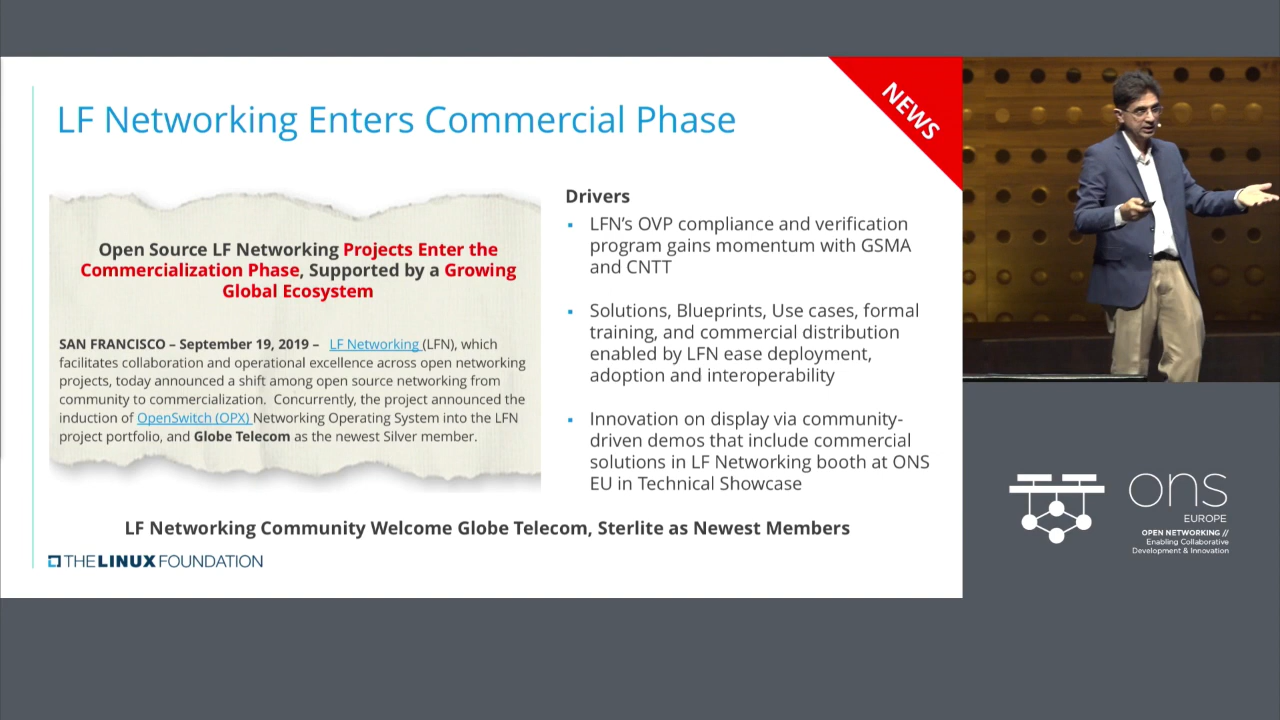 LF Networking Enters Commercial Phase
NEWS
Open Source LF Networking Projects Enter the
Commercialization Phase, Supported by a Growing
Global Ecosystem
SAN FRANCISCO – September 19, 2019 – LF Networking (LFN), which
facilitates collaboration and operational excellence across open networking
projects, today announced a shift among open source networking from
community to commercialization. Concurrently, the project announced the
induction of OpenSwitch (OPX) Networking Operating System into the LFN
project portfolio, and Globe Telecom as the newest Silver member.
Drivers
▪ LFN's OVP compliance and verification
program gains momentum with GSMA
and CNTT
▪ Solutions, Blueprints, Use cases, formal
training, and commercial distribution
enabled by LFN ease deployment,
adoption and interoperability
▪ Innovation on display via community-
driven demos that include commercial
solutions in LF Networking booth at ONS
EU in Technical Showcase
LF Networking Community Welcome Globe Telecom, Sterlite as Newest Members
THE LINUX FOUNDATION
ons
EUROPE
OPEN NETWORKING //
Enabling Collaborative
Development & Innovation